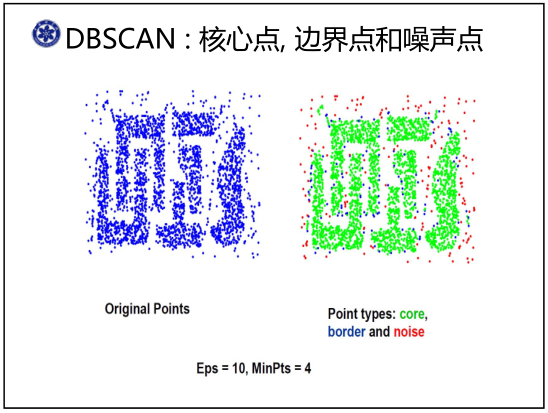 DBSCAN : 核心点, 边界点和噪声点
Original Points
Point types: core,
border and noise
Eps = 10, MinPts = 4